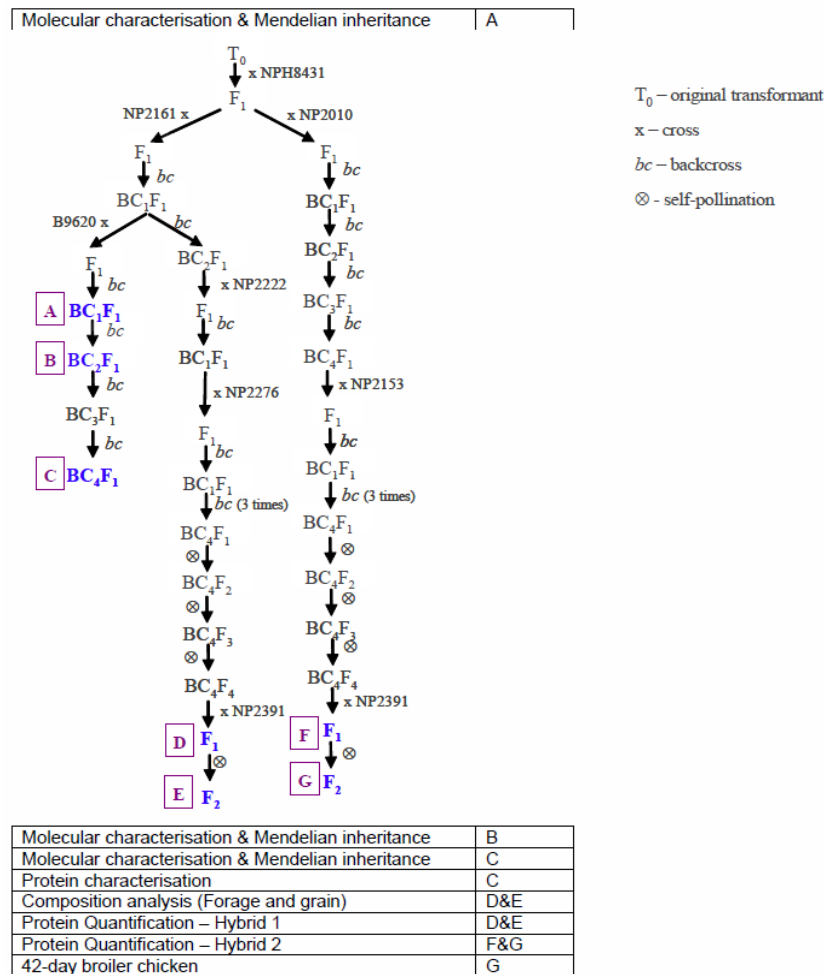 Molecular characterisation & Mendelian inheritance A
T₀
x NPH8431
F₁
NP2161 x x NP2010
T₀ – original transformant
x – cross
bc – backcross
⊗ - self-pollination
F₁ F₁
bc bc
BC₁F₁ BC₁F₁
B9620 x bc bc
F₁ BC₂F₁ BC₂F₁
bc x NP2222 bc
A BC₁F₁ F₁ BC₃F₁
bc bc bc
B BC₂F₁ BC₁F₁ BC₄F₁
bc x NP2276 x NP2153
BC₃F₁ F₁ F₁
bc bc bc
C BC₄F₁ BC₁F₁ BC₁F₁
bc (3 times) bc (3 times)
BC₄F₁ BC₄F₁
⊗ ⊗
BC₄F₂ BC₄F₂
⊗ ⊗
BC₄F₃ BC₄F₃
⊗ ⊗
BC₄F₄ BC₄F₄
x NP2391 x NP2391
D F₁ F F₁
⊗ ⊗
E F₂ G F₂
Molecular characterisation & Mendelian inheritance B
Molecular characterisation & Mendelian inheritance C
Protein characterisation C
Composition analysis (Forage and grain) D&E
Protein Quantification – Hybrid 1 D&E
Protein Quantification – Hybrid 2 F&G
42-day broiler chicken G